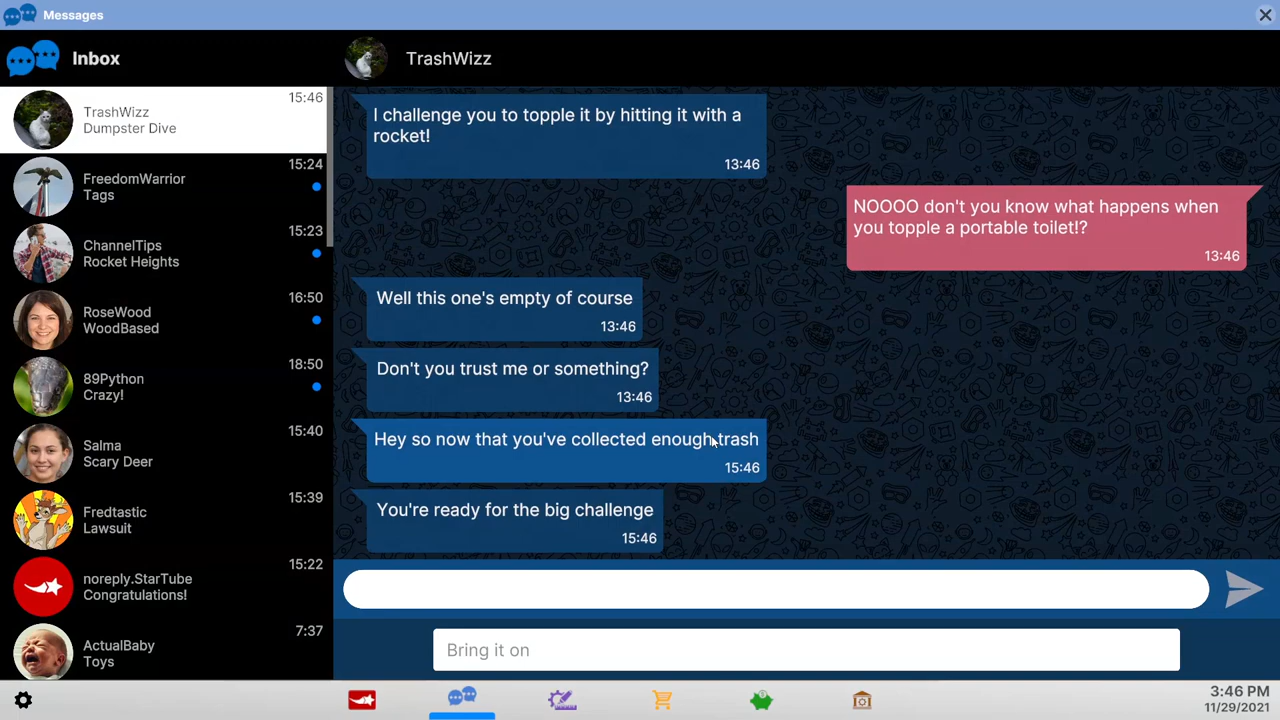 Messages
Inbox
TrashWizz
15:46
TrashWizz
Dumpster Dive
15:24
FreedomWarrior
Tags
15:23
ChannelTips
Rocket Heights
16:50
RoseWood
WoodBased
18:50
89Python
Crazy!
15:40
Salma
Scary Deer
15:39
Fredtastic
Lawsuit
15:22
noreply.StarTube
Congratulations!
7:37
ActualBaby
Toys
I challenge you to topple it by hitting it with a
rocket!
13:46
NOOOO don't you know what happens when
you topple a portable toilet!?
13:46
Well this one's empty of course
13:46
Don't you trust me or something?
13:46
Hey so now that you've collected enough trash
15:46
You're ready for the big challenge
15:46
Bring it on
3:46 PM
11/29/2021